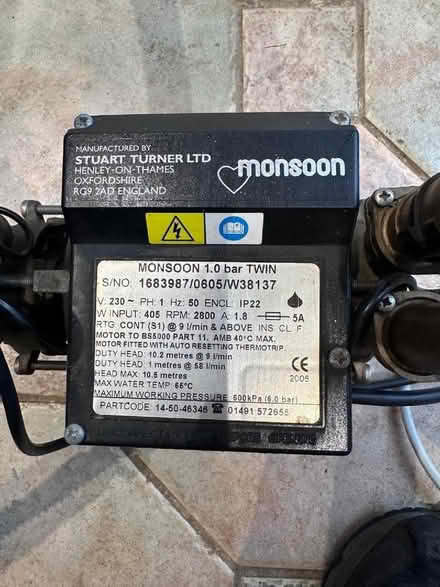 MANUFACTURED BY
STUART TURNER LTD
HENLEY-ON-THAMES
OXFORDSHIRE
RG9 2AD ENGLAND
monsoon
MONSOON 1.0 bar TWIN
S/NO. 1683987/0605/W38137
V: 230 ~ PH: 1 Hz: 50 ENCL: IP22
W INPUT: 405 RPM: 2800 A: 1.8 5A
RTG CONT (S1) @ 9 l/min & ABOVE INS CL F
MOTOR TO BS5000 PART 11. AMB 40°C MAX.
MOTOR FITTED WITH AUTO RESETTING THERMOTRIP.
DUTY HEAD: 10.2 metres @ 9 l/min
DUTY HEAD: 1 metre @ 58 l/min
HEAD MAX: 10.5 metres
MAX WATER TEMP: 65°C
CE
2005
MAXIMUM WORKING PRESSURE: 600kPa (6.0 bar)
PARTCODE: 14-50-46346 ☎ 01491 572655